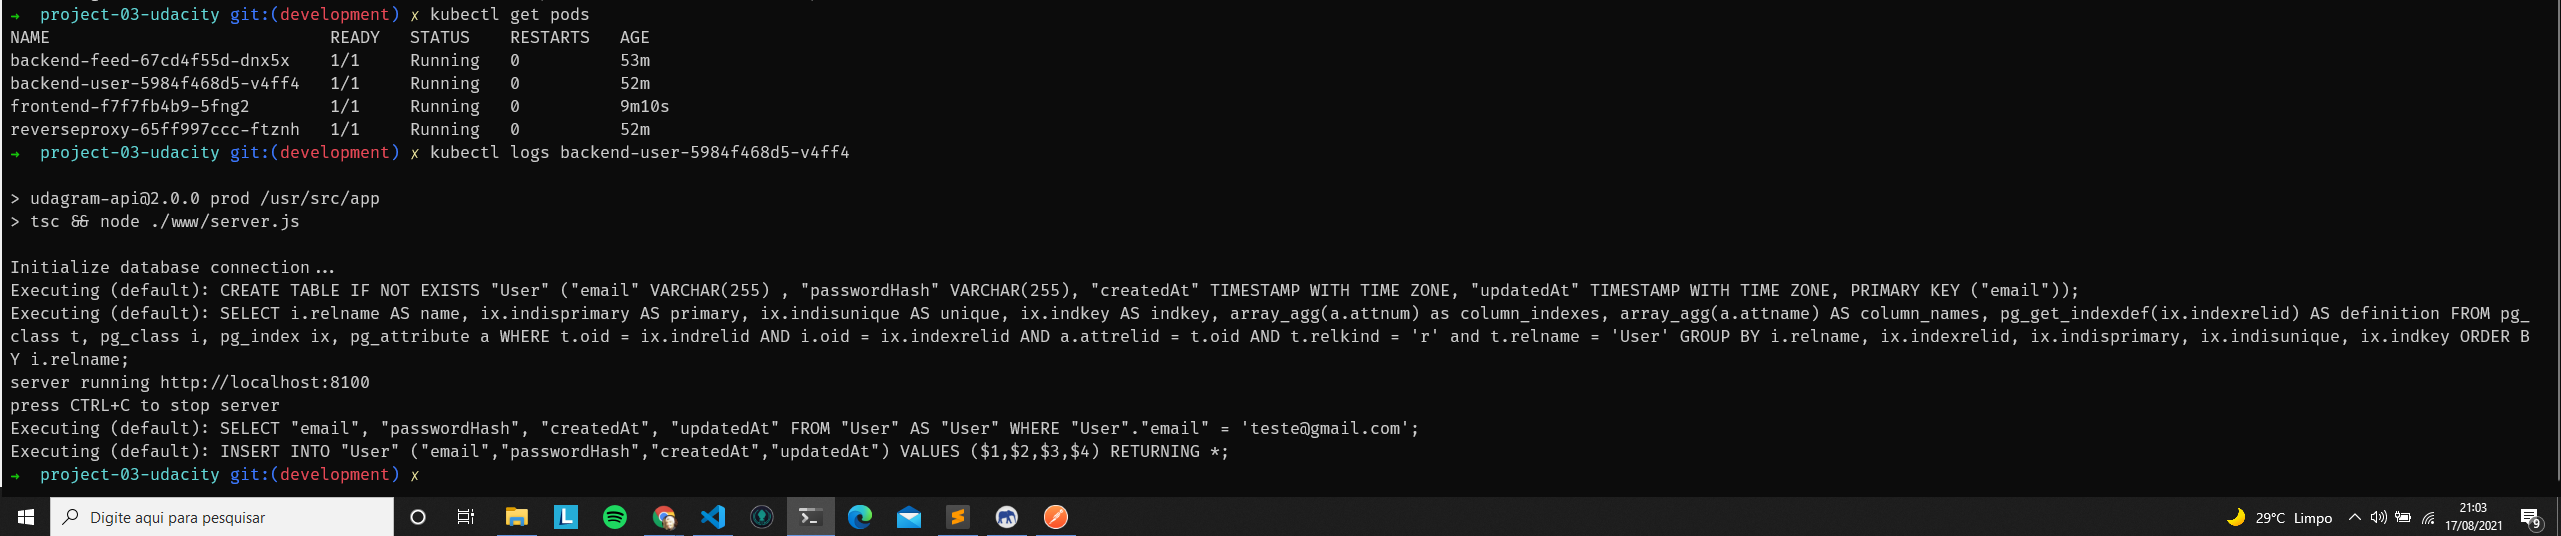 → project-03-udacity git:(development) ✗ kubectl get pods
NAME READY STATUS RESTARTS AGE
backend-feed-67cd4f55d-dnx5x 1/1 Running 0 53m
backend-user-5984f468d5-v4ff4 1/1 Running 0 52m
frontend-f7f7fb4b9-5fng2 1/1 Running 0 9m10s
reverseproxy-65ff997ccc-ftznh 1/1 Running 0 52m
→ project-03-udacity git:(development) ✗ kubectl logs backend-user-5984f468d5-v4ff4
> udagram-api@2.0.0 prod /usr/src/app
> tsc && node ./www/server.js
Initialize database connection...
Executing (default): CREATE TABLE IF NOT EXISTS "User" ("email" VARCHAR(255) , "passwordHash" VARCHAR(255), "createdAt" TIMESTAMP WITH TIME ZONE, "updatedAt" TIMESTAMP WITH TIME ZONE, PRIMARY KEY ("email"));
Executing (default): SELECT i.relname AS name, ix.indisprimary AS primary, ix.indisunique AS unique, ix.indkey AS indkey, array_agg(a.attnum) as column_indexes, array_agg(a.attname) AS column_names, pg_get_indexdef(ix.indexrelid) AS definition FROM pg_
class t, pg_class i, pg_index ix, pg_attribute a WHERE t.oid = ix.indrelid AND i.oid = ix.indexrelid AND a.attrelid = t.oid AND t.relkind = 'r' and t.relname = 'User' GROUP BY i.relname, ix.indexrelid, ix.indisprimary, ix.indisunique, ix.indkey ORDER B
Y i.relname;
server running http://localhost:8100
press CTRL+C to stop server
Executing (default): SELECT "email", "passwordHash", "createdAt", "updatedAt" FROM "User" AS "User" WHERE "User"."email" = 'teste@gmail.com';
Executing (default): INSERT INTO "User" ("email","passwordHash","createdAt","updatedAt") VALUES ($1,$2,$3,$4) RETURNING *;
→ project-03-udacity git:(development) ✗
Digite aqui para pesquisar
L
29°C Limpo
21:03
17/08/2021
9